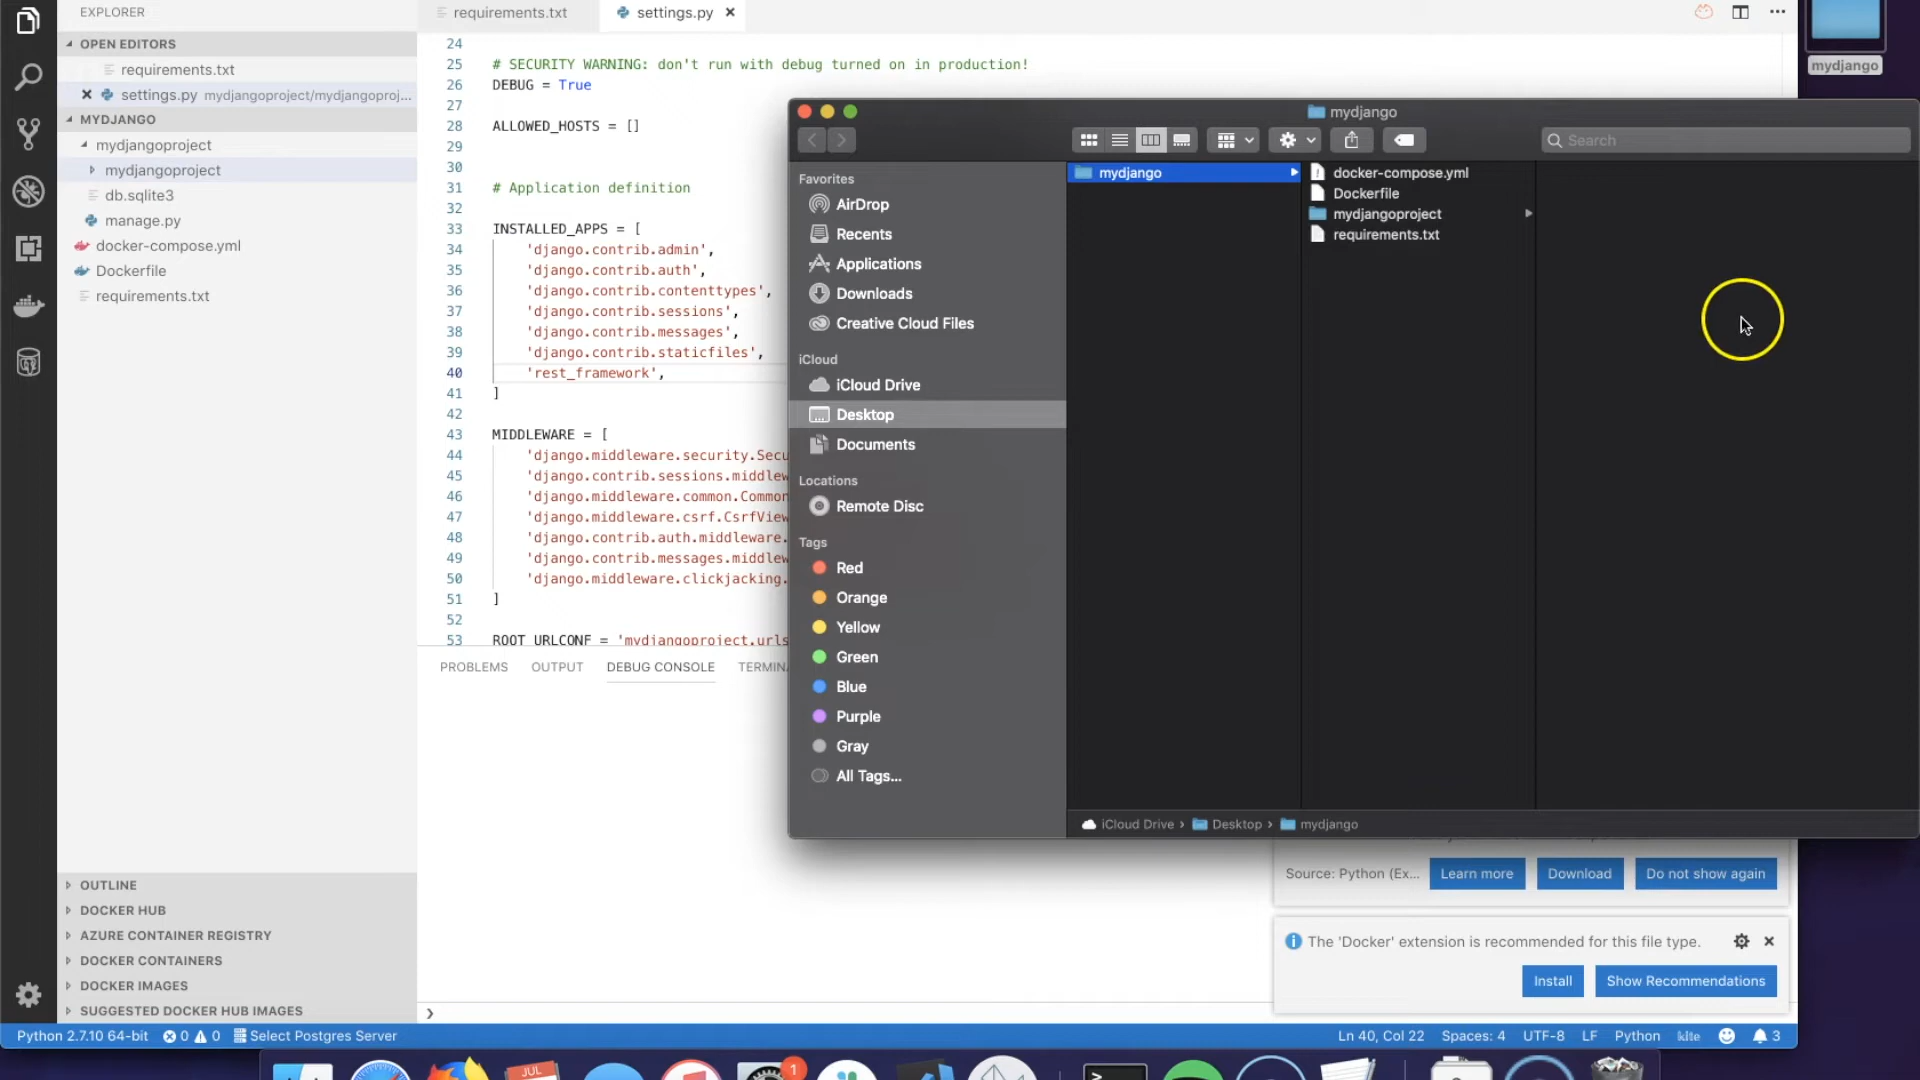 EXPLORER
OPEN EDITORS
requirements.txt
settings.py mydjangoproject/mydjangoproj...
MYDJANGO
mydjangoproject
mydjangoproject
db.sqlite3
manage.py
docker-compose.yml
Dockerfile
requirements.txt
OUTLINE
DOCKER HUB
AZURE CONTAINER REGISTRY
DOCKER CONTAINERS
DOCKER IMAGES
SUGGESTED DOCKER HUB IMAGES
requirements.txt
settings.py
24
25 # SECURITY WARNING: don't run with debug turned on in production!
26 DEBUG = True
27
28 ALLOWED_HOSTS = []
29
30
31 # Application definition
32
33 INSTALLED_APPS = [
34 'django.contrib.admin',
35 'django.contrib.auth',
36 'django.contrib.contenttypes',
37 'django.contrib.sessions',
38 'django.contrib.messages',
39 'django.contrib.staticfiles',
40 'rest_framework',
41 ]
42
43 MIDDLEWARE = [
44 'django.middleware.security.Secu
45 'django.contrib.sessions.middlew
46 'django.middleware.common.Common
47 'django.middleware.csrf.CsrfView
48 'django.contrib.auth.middleware.
49 'django.contrib.messages.middlew
50 'django.middleware.clickjacking.
51 ]
52
53 ROOT_URLCONF = 'mydjangoproject.urls
PROBLEMS OUTPUT DEBUG CONSOLE TERMINA
mydjango
mydjango
Search
Favorites
AirDrop
Recents
Applications
Downloads
Creative Cloud Files
iCloud
iCloud Drive
Desktop
Documents
Locations
Remote Disc
Tags
Red
Orange
Yellow
Green
Blue
Purple
Gray
All Tags...
mydjango
docker-compose.yml
Dockerfile
mydjangoproject
requirements.txt
iCloud Drive › Desktop › mydjango
Source: Python (Ex... Learn more Download Do not show again
The 'Docker' extension is recommended for this file type.
Install Show Recommendations
Python 2.7.10 64-bit 0 0 Select Postgres Server
Ln 40, Col 22 Spaces: 4 UTF-8 LF Python kite 3
JUL
1